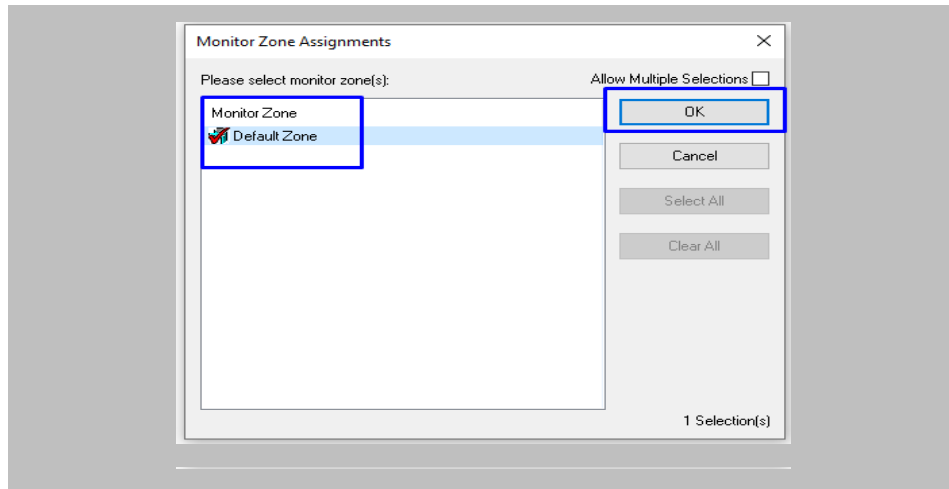 Monitor Zone Assignments
Please select monitor zone(s):
Allow Multiple Selections
Monitor Zone
Default Zone
OK
Cancel
Select All
Clear All
1 Selection(s)